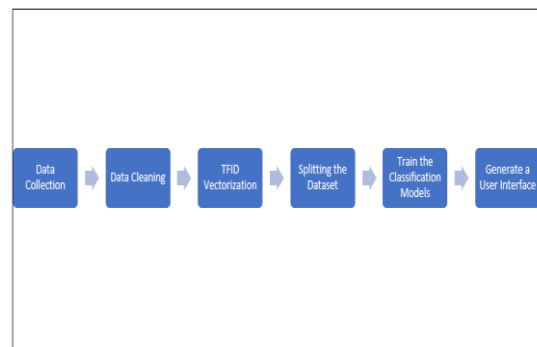 Data
Collection
Data Cleaning
TFID
Vectorization
Splitting the
Dataset
Train the
Classification
Models
Generate a
User Interface